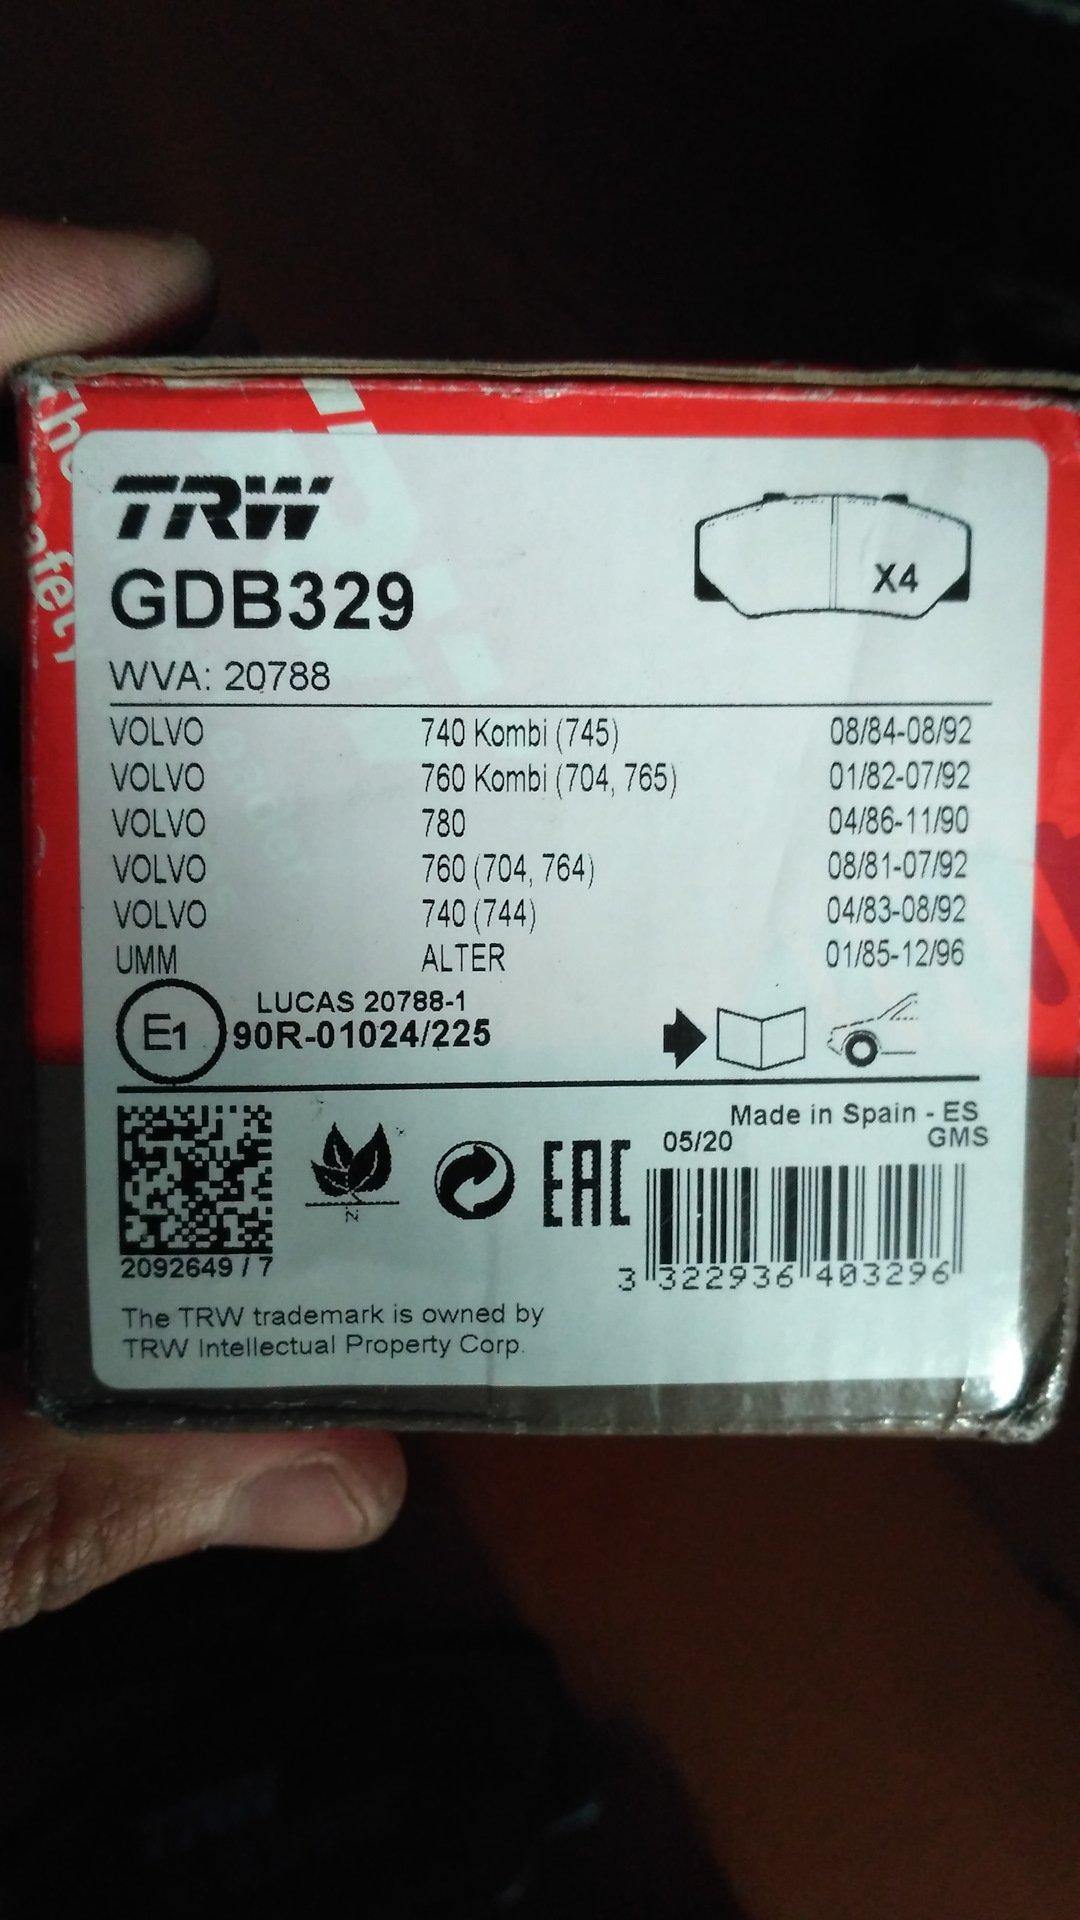 TRW
GDB329
X4
WVA: 20788
VOLVO 740 Kombi (745) 08/84-08/92
VOLVO 760 Kombi (704, 765) 01/82-07/92
VOLVO 780 04/86-11/90
VOLVO 760 (704, 764) 08/81-07/92
VOLVO 740 (744) 04/83-08/92
UMM ALTER 01/85-12/96
E1
LUCAS 20788-1
90R-01024/225
Made in Spain - ES
05/20 GMS
N
EAC
2092649 / 7
3 322936 403296
The TRW trademark is owned by
TRW Intellectual Property Corp.